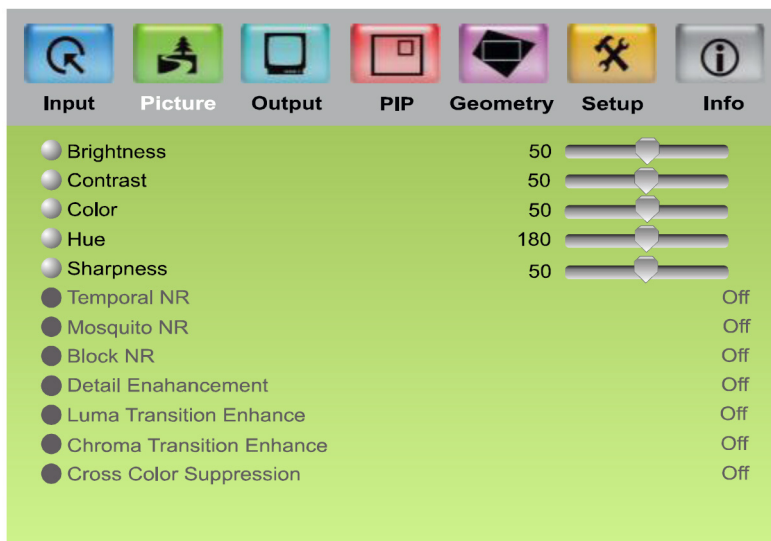 Input Picture Output PIP Geometry Setup Info
Brightness 50
Contrast 50
Color 50
Hue 180
Sharpness 50
Temporal NR Off
Mosquito NR Off
Block NR Off
Detail Enahancement Off
Luma Transition Enhance Off
Chroma Transition Enhance Off
Cross Color Suppression Off